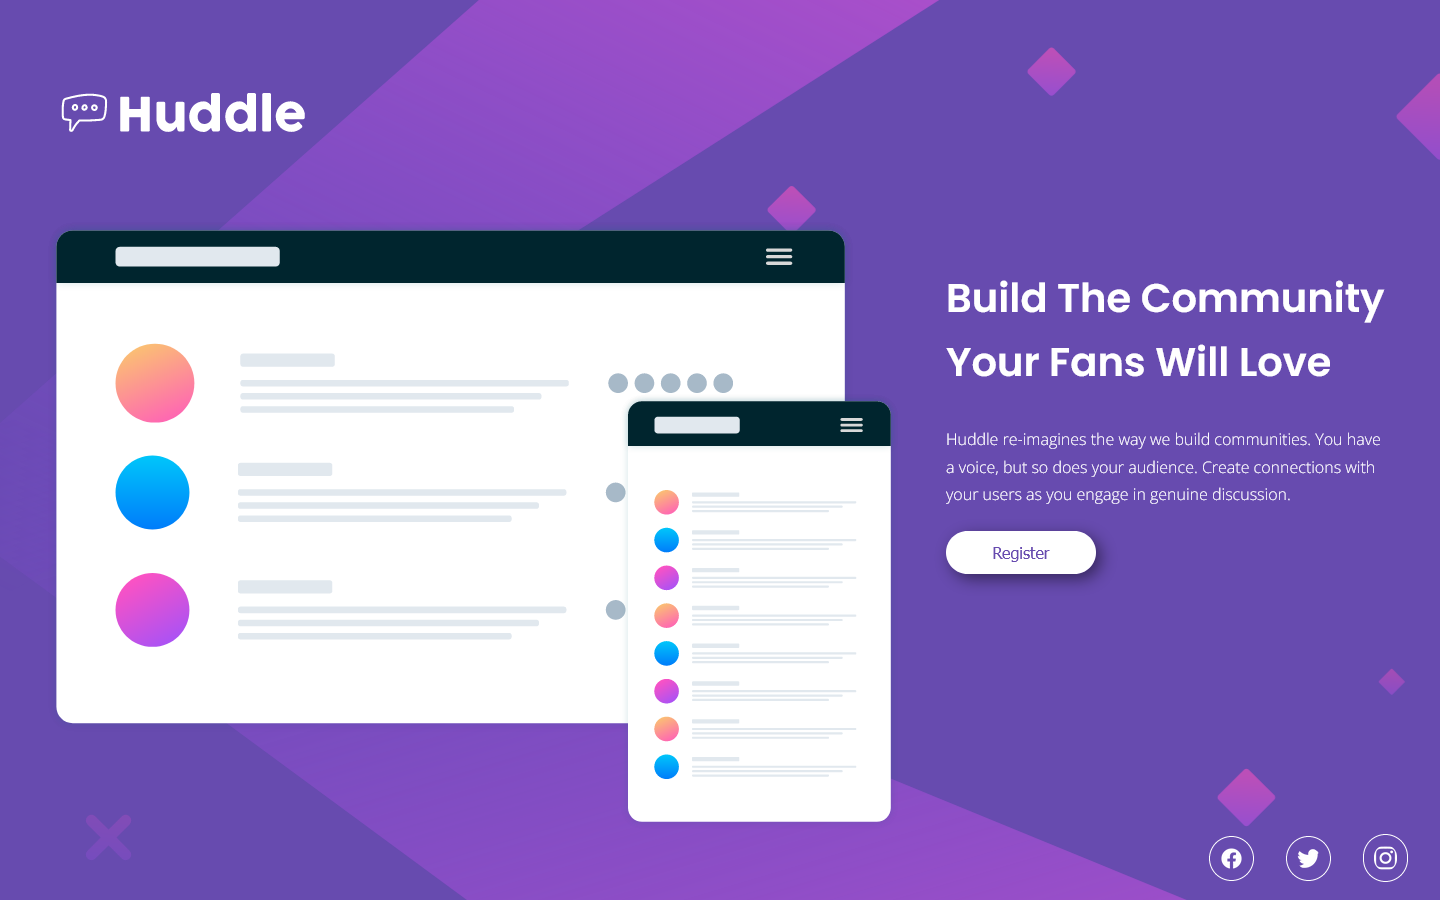 Huddle
Build The Community
Your Fans Will Love
Huddle re-imagines the way we build communities. You have
a voice, but so does your audience. Create connections with
your users as you engage in genuine discussion.
Register